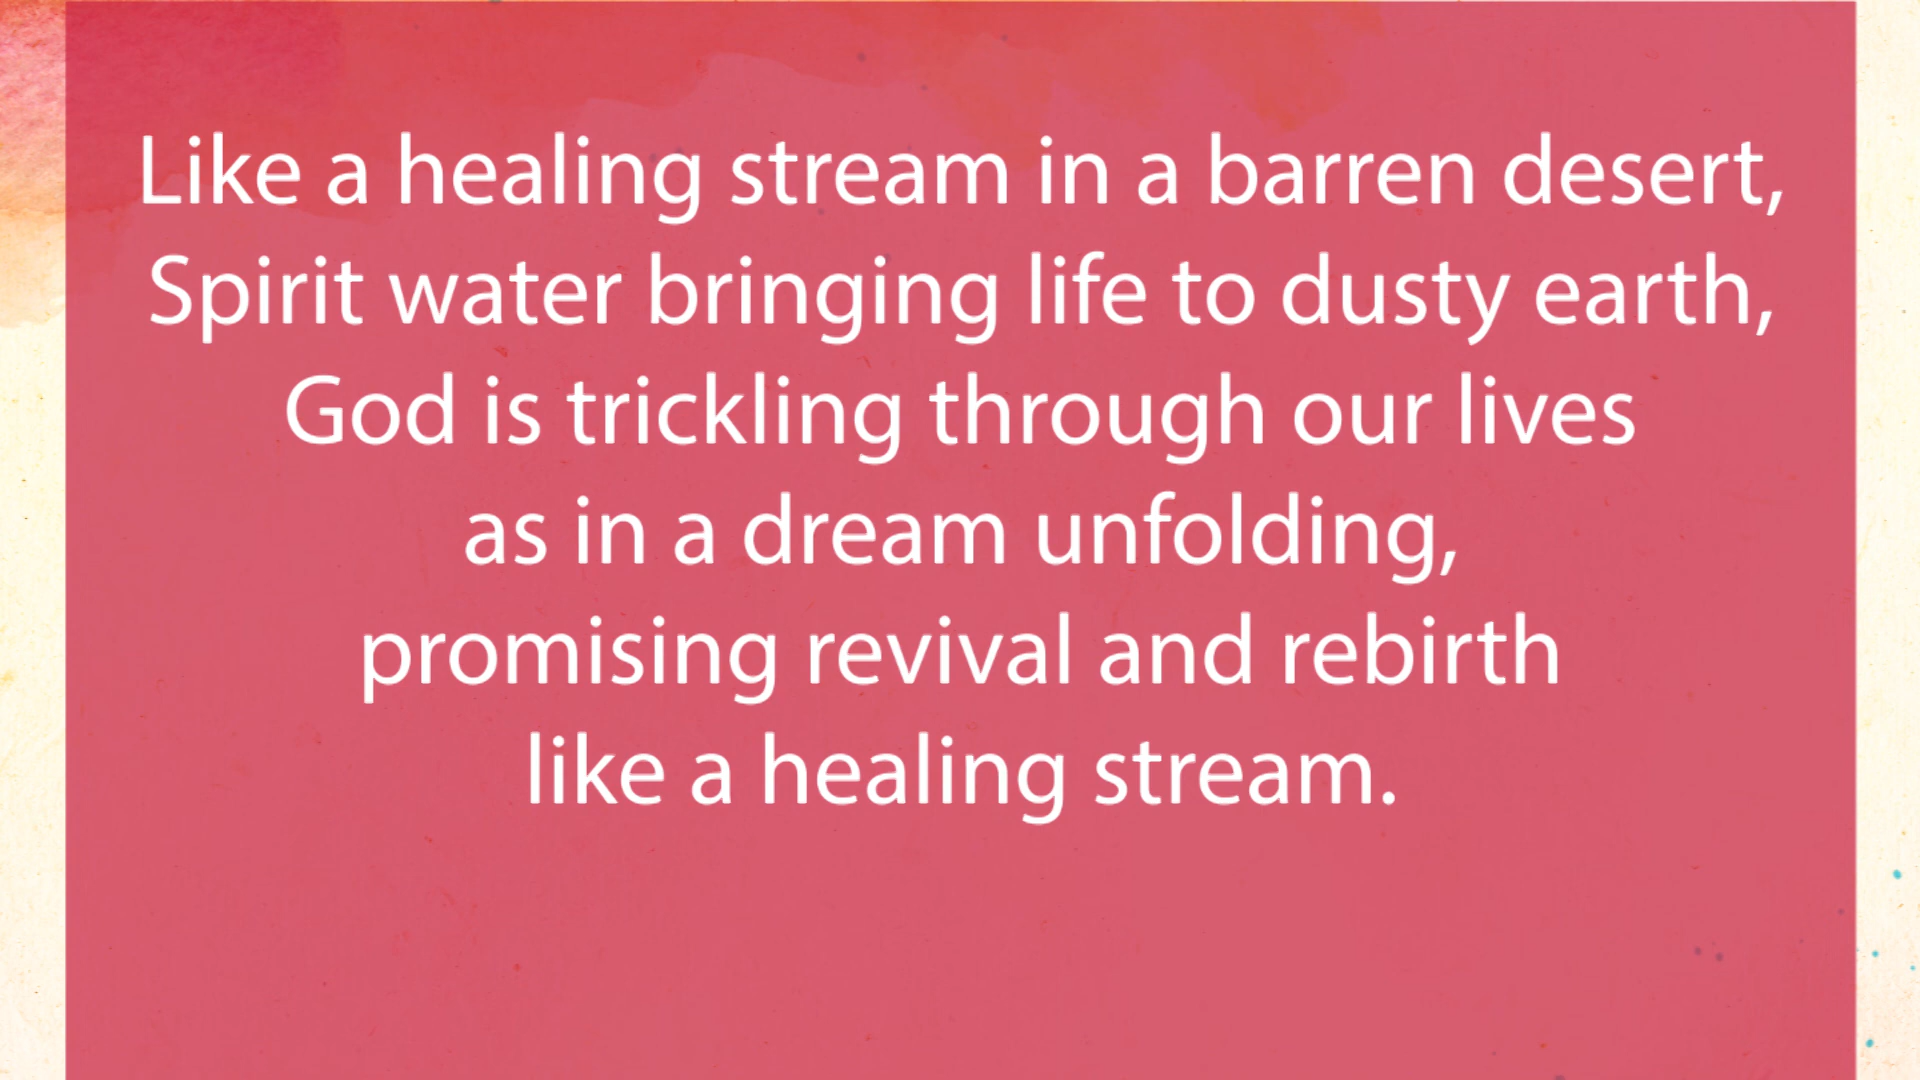 Like a healing stream in a barren desert,
Spirit water bringing life to dusty earth,
God is trickling through our lives
as in a dream unfolding,
promising revival and rebirth
like a healing stream.